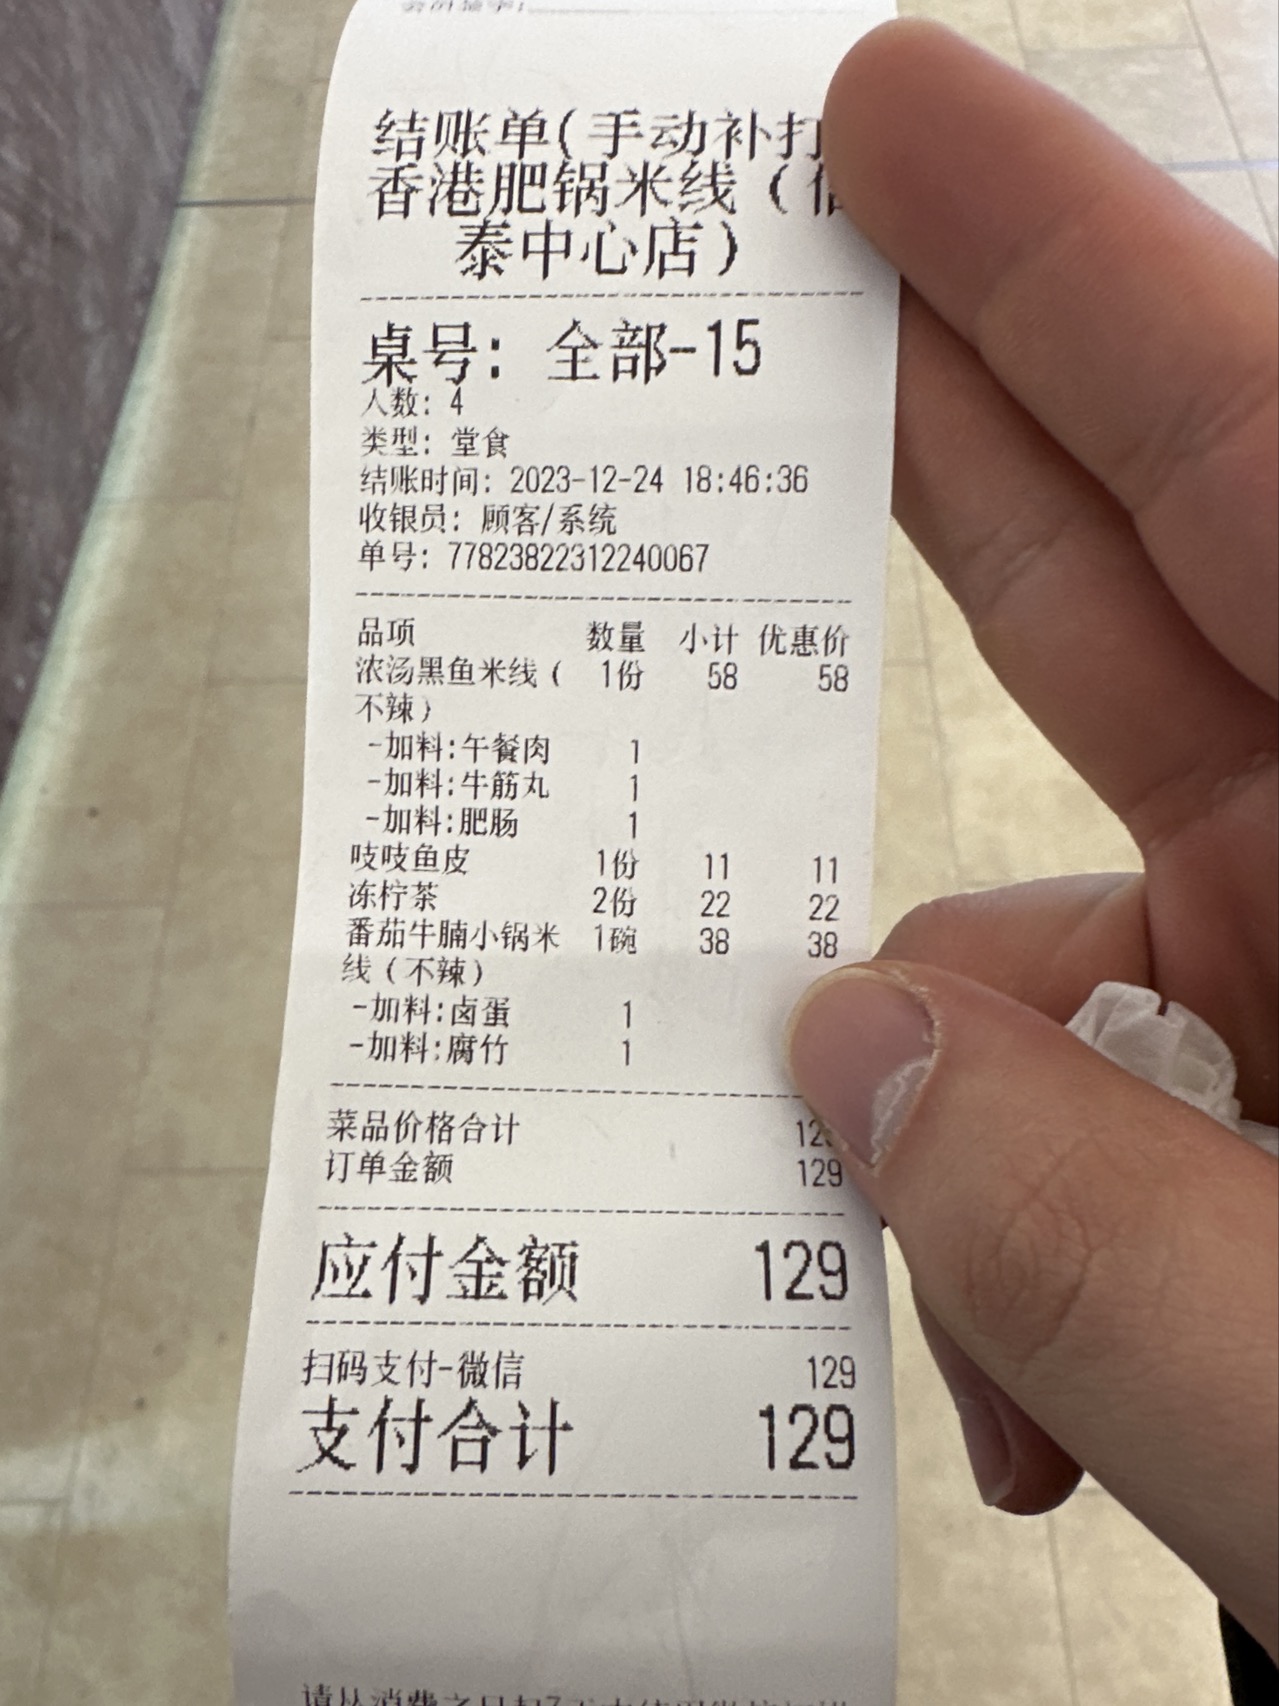 结账单(手动补打
香港肥锅米线（信
泰中心店）
桌号: 全部-15
人数: 4
类型: 堂食
结账时间: 2023-12-24 18:46:36
收银员: 顾客/系统
单号: 77823822312240067
品项 数量 小计 优惠价
浓汤黑鱼米线（ 1份 58 58
不辣）
-加料:午餐肉 1
-加料:牛筋丸 1
-加料:肥肠 1
吱吱鱼皮 1份 11 11
冻柠茶 2份 22 22
番茄牛腩小锅米 1碗 38 38
线（不辣）
-加料:卤蛋 1
-加料:腐竹 1
菜品价格合计
订单金额 129
应付金额 129
扫码支付-微信 129
支付合计 129